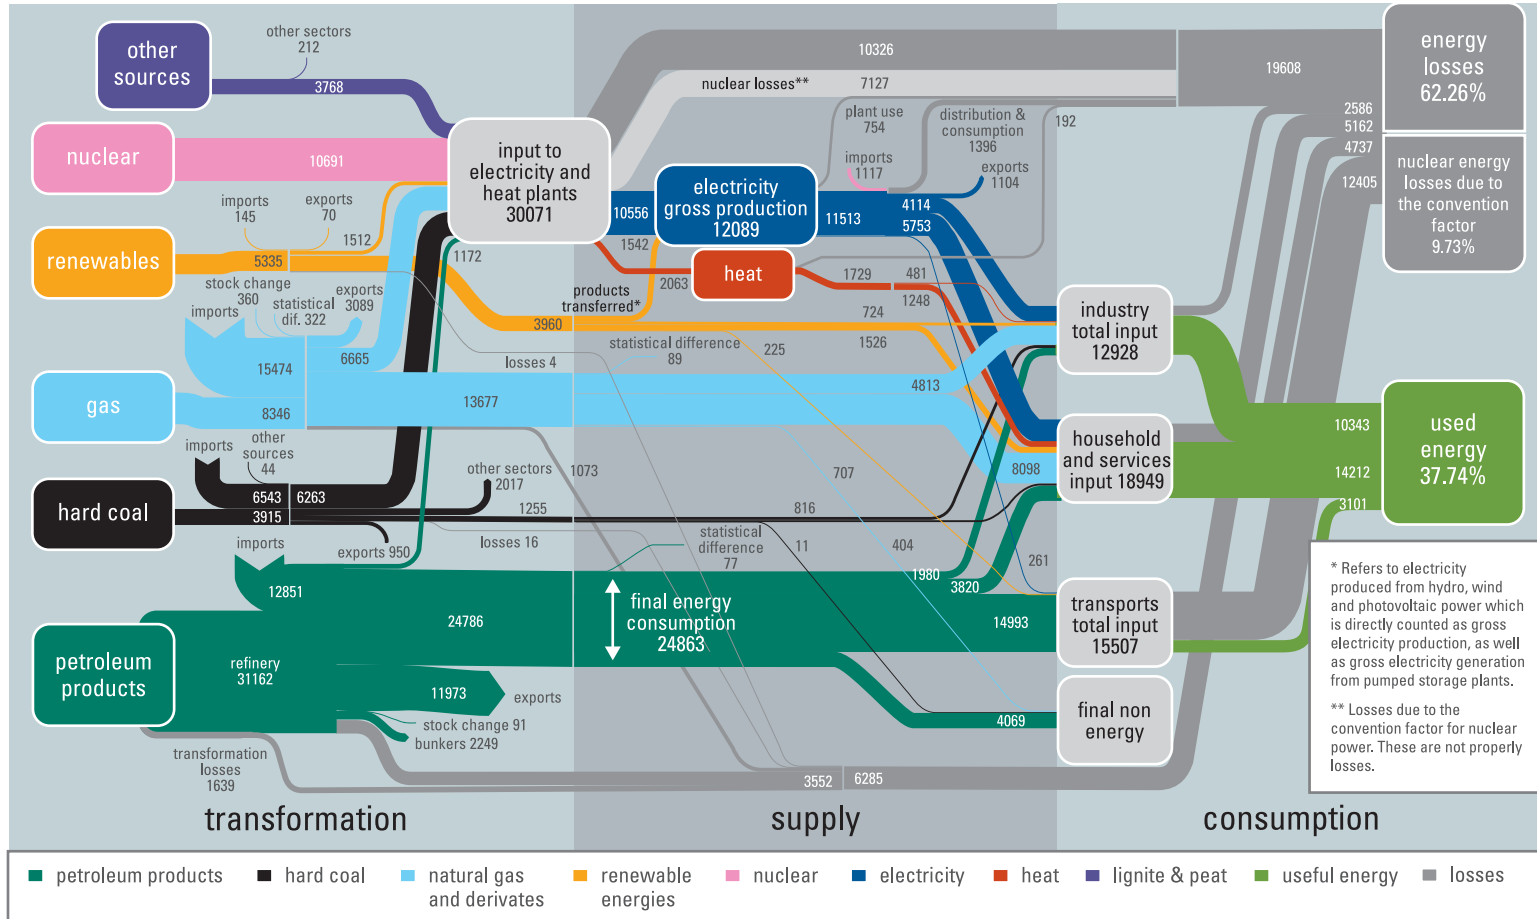 other sectors
212
other
sources
3768
nuclear
10691
imports
145
exports
70
1512
renewables
5335
1172
stock change
360
statistical
dif. 322
exports
3089
imports
15474
6665
losses 4
gas
8346
13677
imports
other
sources
44
other sectors
2017
1073
hard coal
6543
6263
3915
1255
exports 950
losses 16
imports
12851
24786
petroleum
products
refinery
31162
11973
exports
stock change 91
bunkers 2249
transformation
losses
1639
input to
electricity and
heat plants
30071
10326
nuclear losses**
7127
plant use
754
distribution &
consumption
1396
192
imports
1117
exports
1104
10556
electricity
gross production
12089
11513
4114
5753
1542
2063
heat
1729
481
1248
products
transferred*
3960
724
1526
statistical difference
89
225
4813
8098
707
816
statistical
difference
77
11
404
261
1980
3820
final energy
consumption
24863
14993
4069
3552
6285
industry
total input
12928
household
and services
input 18949
transports
total input
15507
final non
energy
19608
2586
5162
4737
12405
energy
losses
62.26%
nuclear energy
losses due to
the convention
factor
9.73%
10343
14212
3101
used
energy
37.74%
* Refers to electricity
produced from hydro, wind
and photovoltaic power which
is directly counted as gross
electricity production, as well
as gross electricity generation
from pumped storage plants.
** Losses due to the
convention factor for nuclear
power. These are not properly
losses.
transformation
supply
consumption
petroleum products
hard coal
natural gas
and derivates
renewable
energies
nuclear
electricity
heat
lignite & peat
useful energy
losses